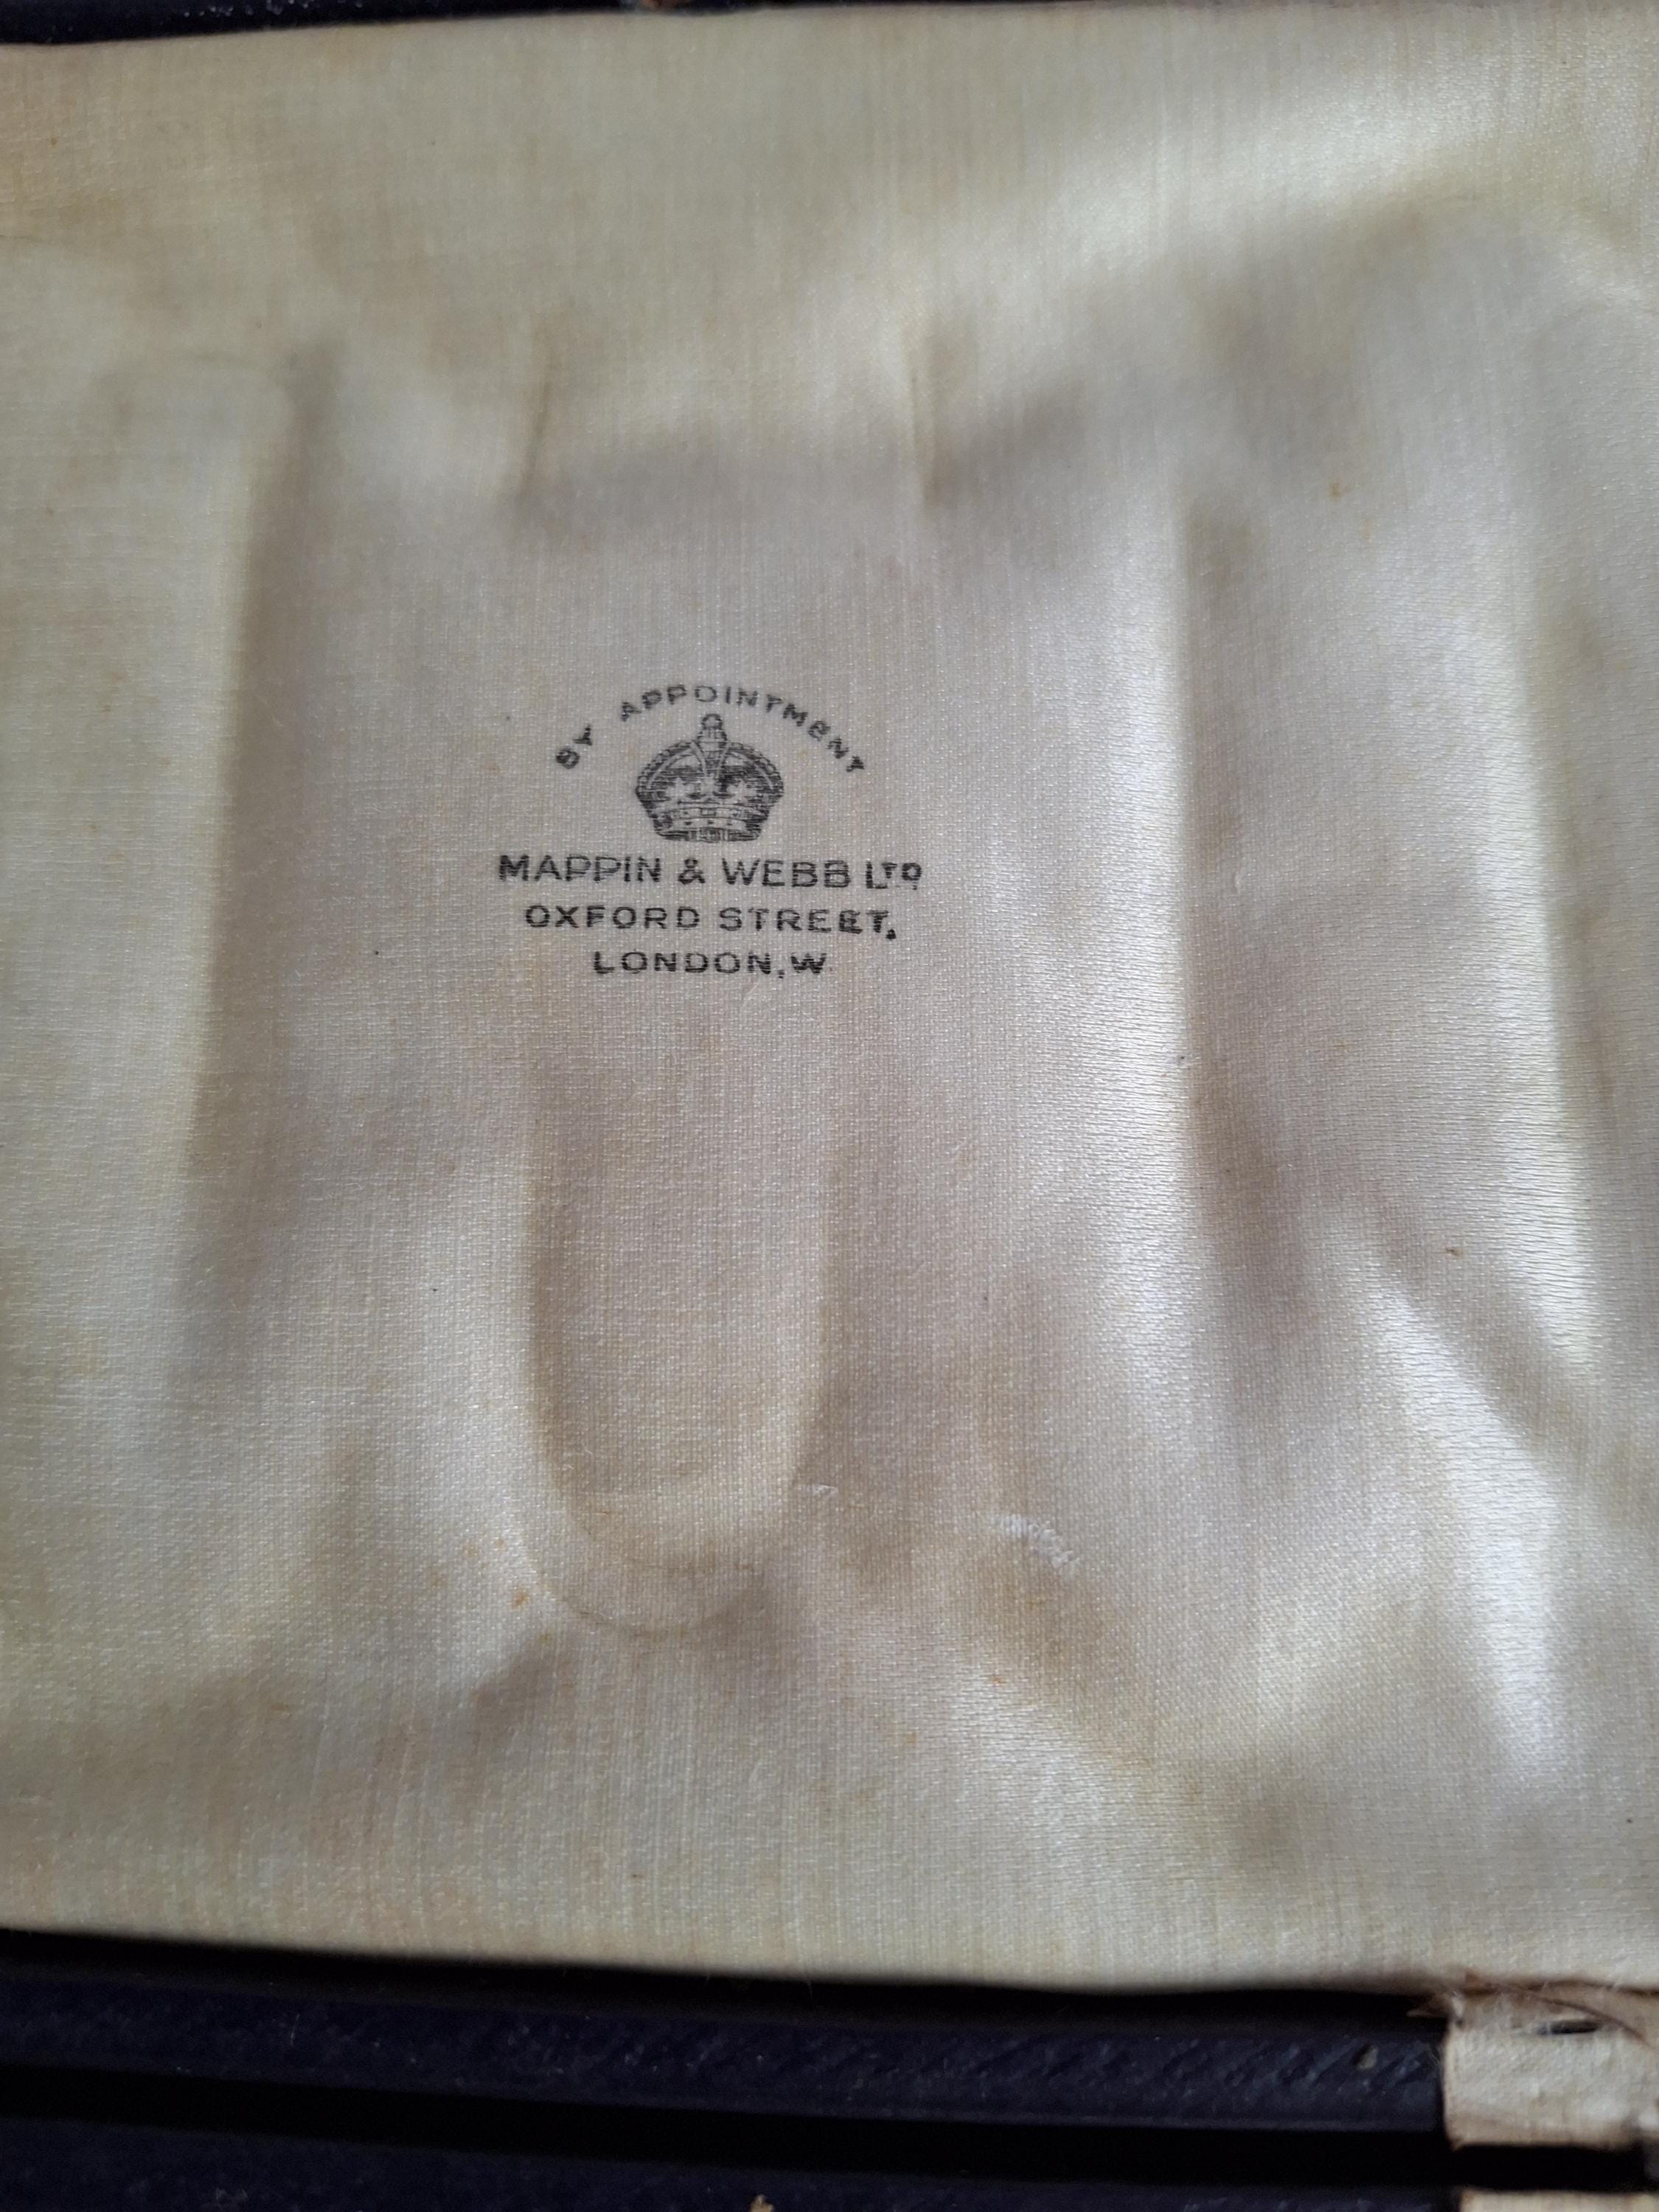 BY APPOINTMENT
MAPPIN & WEBB LTD
OXFORD STREET,
LONDON, W.